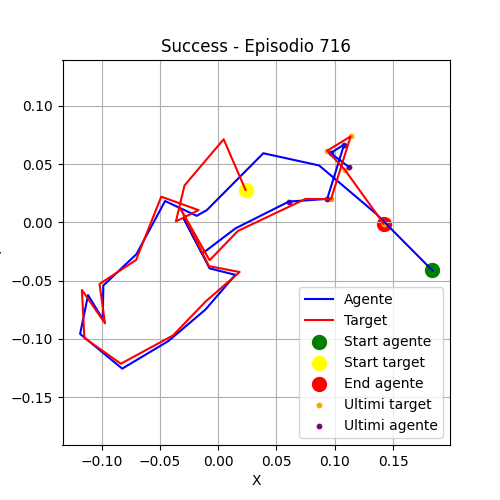 Success - Episodio 716
0.10
0.05
0.00
−0.05
−0.10
−0.15
−0.10
−0.05
0.00
0.05
0.10
0.15
X
Agente
Target
Start agente
Start target
End agente
Ultimi target
Ultimi agente